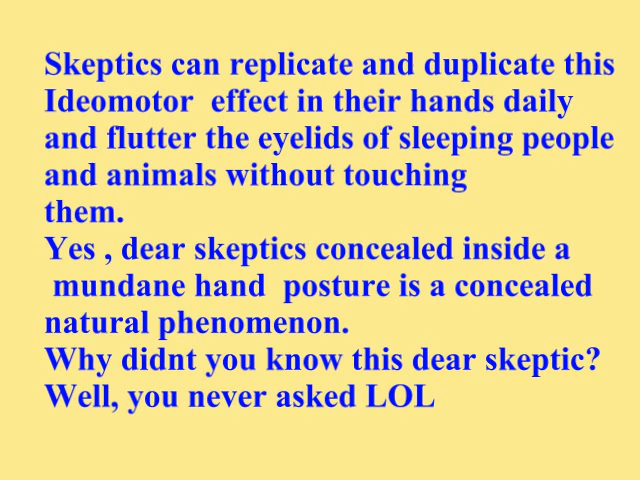 Skeptics can replicate and duplicate this
Ideomotor  effect in their hands daily
and flutter the eyelids of sleeping people
and animals without touching
them.
Yes , dear skeptics concealed inside a
 mundane hand  posture is a concealed
natural phenomenon.
Why didnt you know this dear skeptic?
Well, you never asked LOL